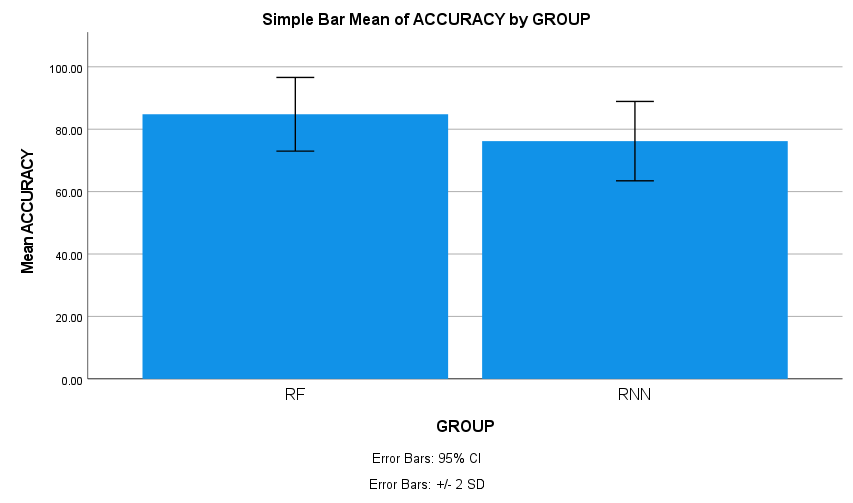 Simple Bar Mean of ACCURACY by GROUP
100.00
80.00
60.00
40.00
20.00
0.00
Mean ACCURACY
RF
RNN
GROUP
Error Bars: 95% CI
Error Bars: +/- 2 SD